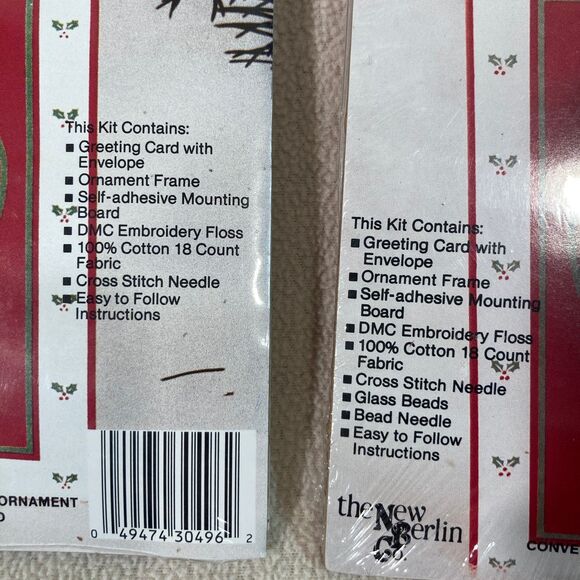 This Kit Contains:
■ Greeting Card with
Envelope
■ Ornament Frame
■ Self-adhesive Mounting
Board
■ DMC Embroidery Floss
■ 100% Cotton 18 Count
Fabric
■ Cross Stitch Needle
■ Easy to Follow
Instructions
ORNAMENT
D
0 49474 30496 2
This Kit Contains:
■ Greeting Card with
Envelope
■ Ornament Frame
■ Self-adhesive Mounting
Board
■ DMC Embroidery Floss
■ 100% Cotton 18 Count
Fabric
■ Cross Stitch Needle
■ Glass Beads
■ Bead Needle
■ Easy to Follow
Instructions
the New
Berlin
Co
CONVE